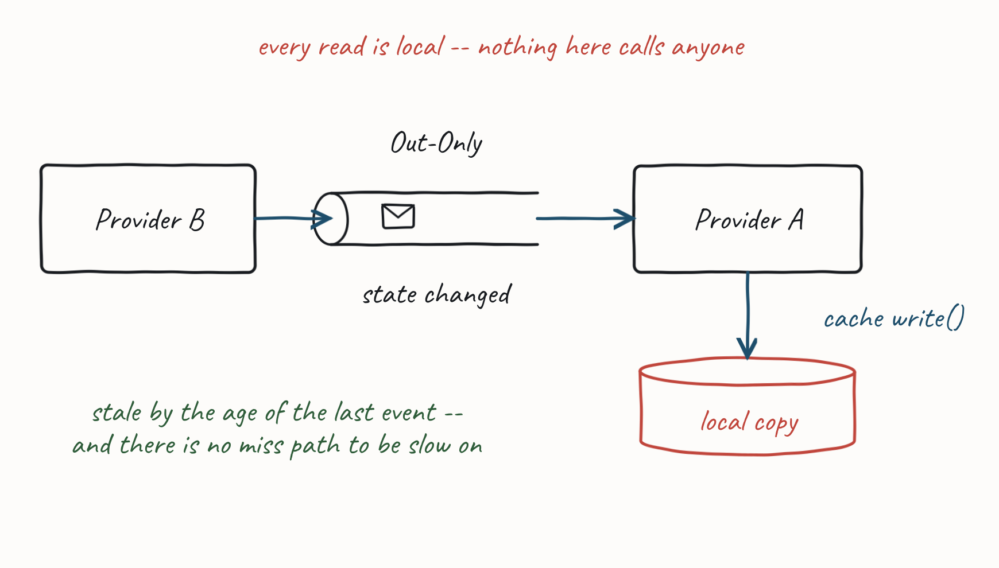 every read is local -- nothing here calls anyone
Out-Only
Provider B
Provider A
state changed
cache write()
stale by the age of the last event --
and there is no miss path to be slow on
local copy